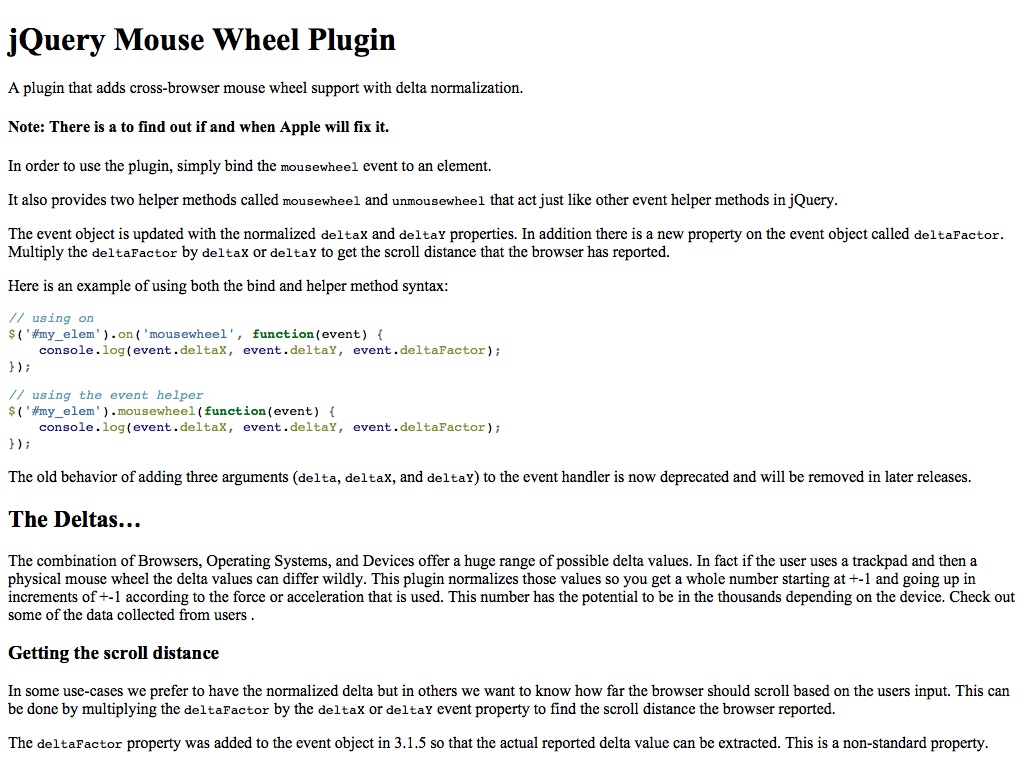 jQuery Mouse Wheel Plugin
A plugin that adds cross-browser mouse wheel support with delta normalization.
Note: There is a to find out if and when Apple will fix it.
In order to use the plugin, simply bind the mousewheel event to an element.
It also provides two helper methods called mousewheel and unmousewheel that act just like other event helper methods in jQuery.
The event object is updated with the normalized deltaX and deltaY properties. In addition there is a new property on the event object called deltaFactor.
Multiply the deltaFactor by deltaX or deltaY to get the scroll distance that the browser has reported.
Here is an example of using both the bind and helper method syntax:
// using on
$('#my_elem').on('mousewheel', function(event) {
    console.log(event.deltaX, event.deltaY, event.deltaFactor);
});
// using the event helper
$('#my_elem').mousewheel(function(event) {
    console.log(event.deltaX, event.deltaY, event.deltaFactor);
});
The old behavior of adding three arguments (delta, deltaX, and deltaY) to the event handler is now deprecated and will be removed in later releases.
The Deltas…
The combination of Browsers, Operating Systems, and Devices offer a huge range of possible delta values. In fact if the user uses a trackpad and then a
physical mouse wheel the delta values can differ wildly. This plugin normalizes those values so you get a whole number starting at +-1 and going up in
increments of +-1 according to the force or acceleration that is used. This number has the potential to be in the thousands depending on the device. Check out
some of the data collected from users .
Getting the scroll distance
In some use-cases we prefer to have the normalized delta but in others we want to know how far the browser should scroll based on the users input. This can
be done by multiplying the deltaFactor by the deltaX or deltaY event property to find the scroll distance the browser reported.
The deltaFactor property was added to the event object in 3.1.5 so that the actual reported delta value can be extracted. This is a non-standard property.